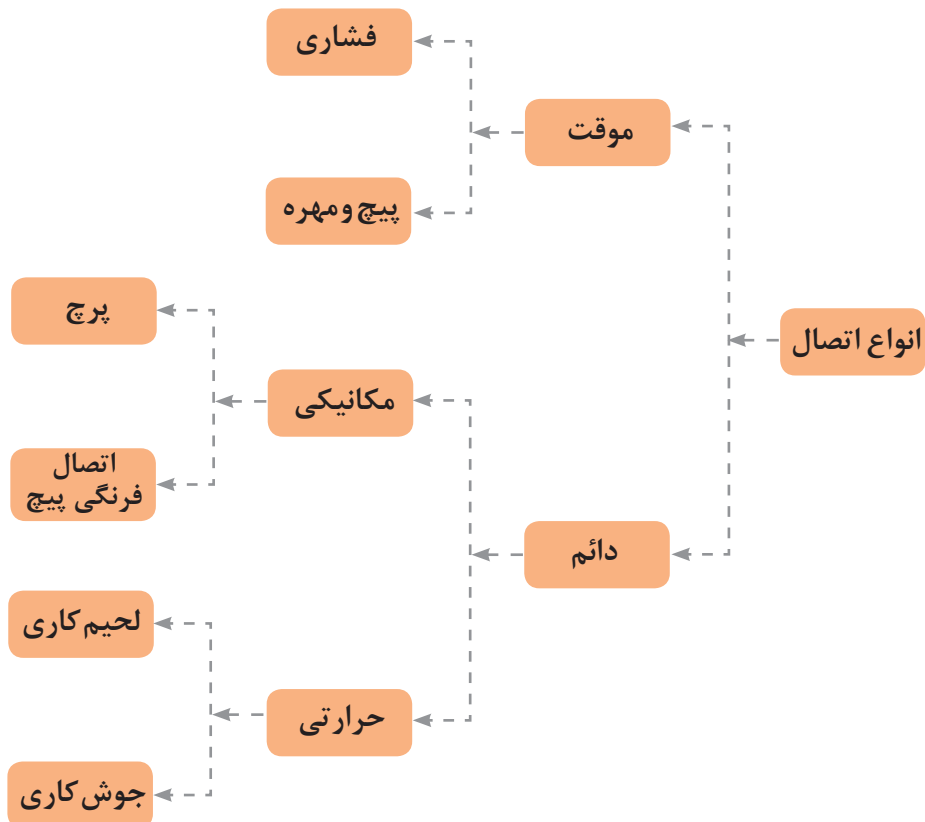 انواع اتصال
موقت
فشاری
پیچ و مهره
دائم
مکانیکی
پرچ
اتصال
فرنگی پیچ
حرارتی
لحیم کاری
جوش کاری